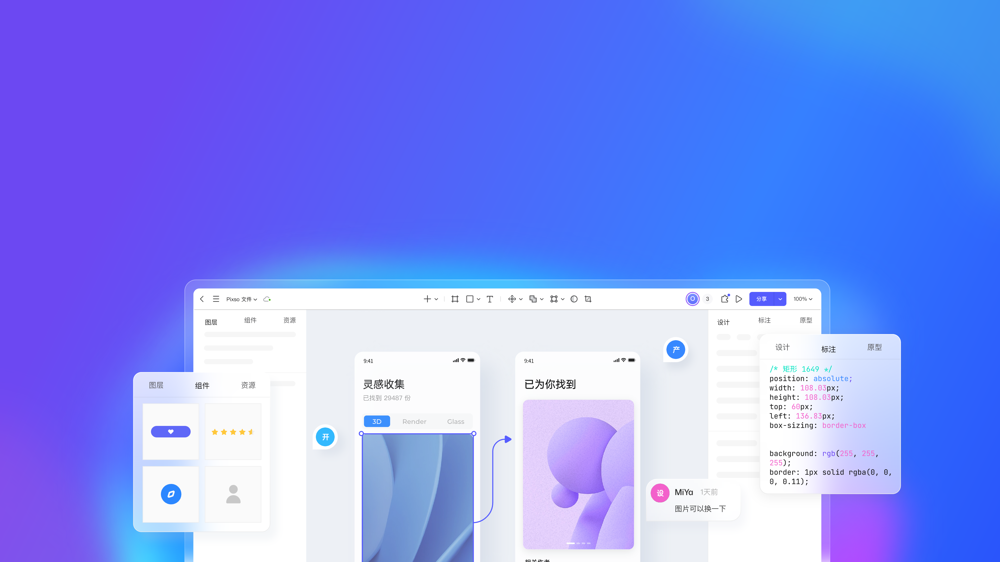 Pixso 文件
O
3
分享
100%
图层 组件 资源
设计 标注 原型
产
9:41
灵感收集
已找到 29487 份
3D Render Glass
开
9:41
已为你找到
相关作者
图层 组件 资源
设计 标注 原型
/* 矩形 1649 */
position: absolute;
width: 108.03px;
height: 108.03px;
top: 60px;
left: 136.83px;
box-sizing: border-box
background: rgb(255, 255,
255);
border: 1px solid rgba(0, 0,
0, 0.11);
设
MiYa 1天前
图片可以换一下